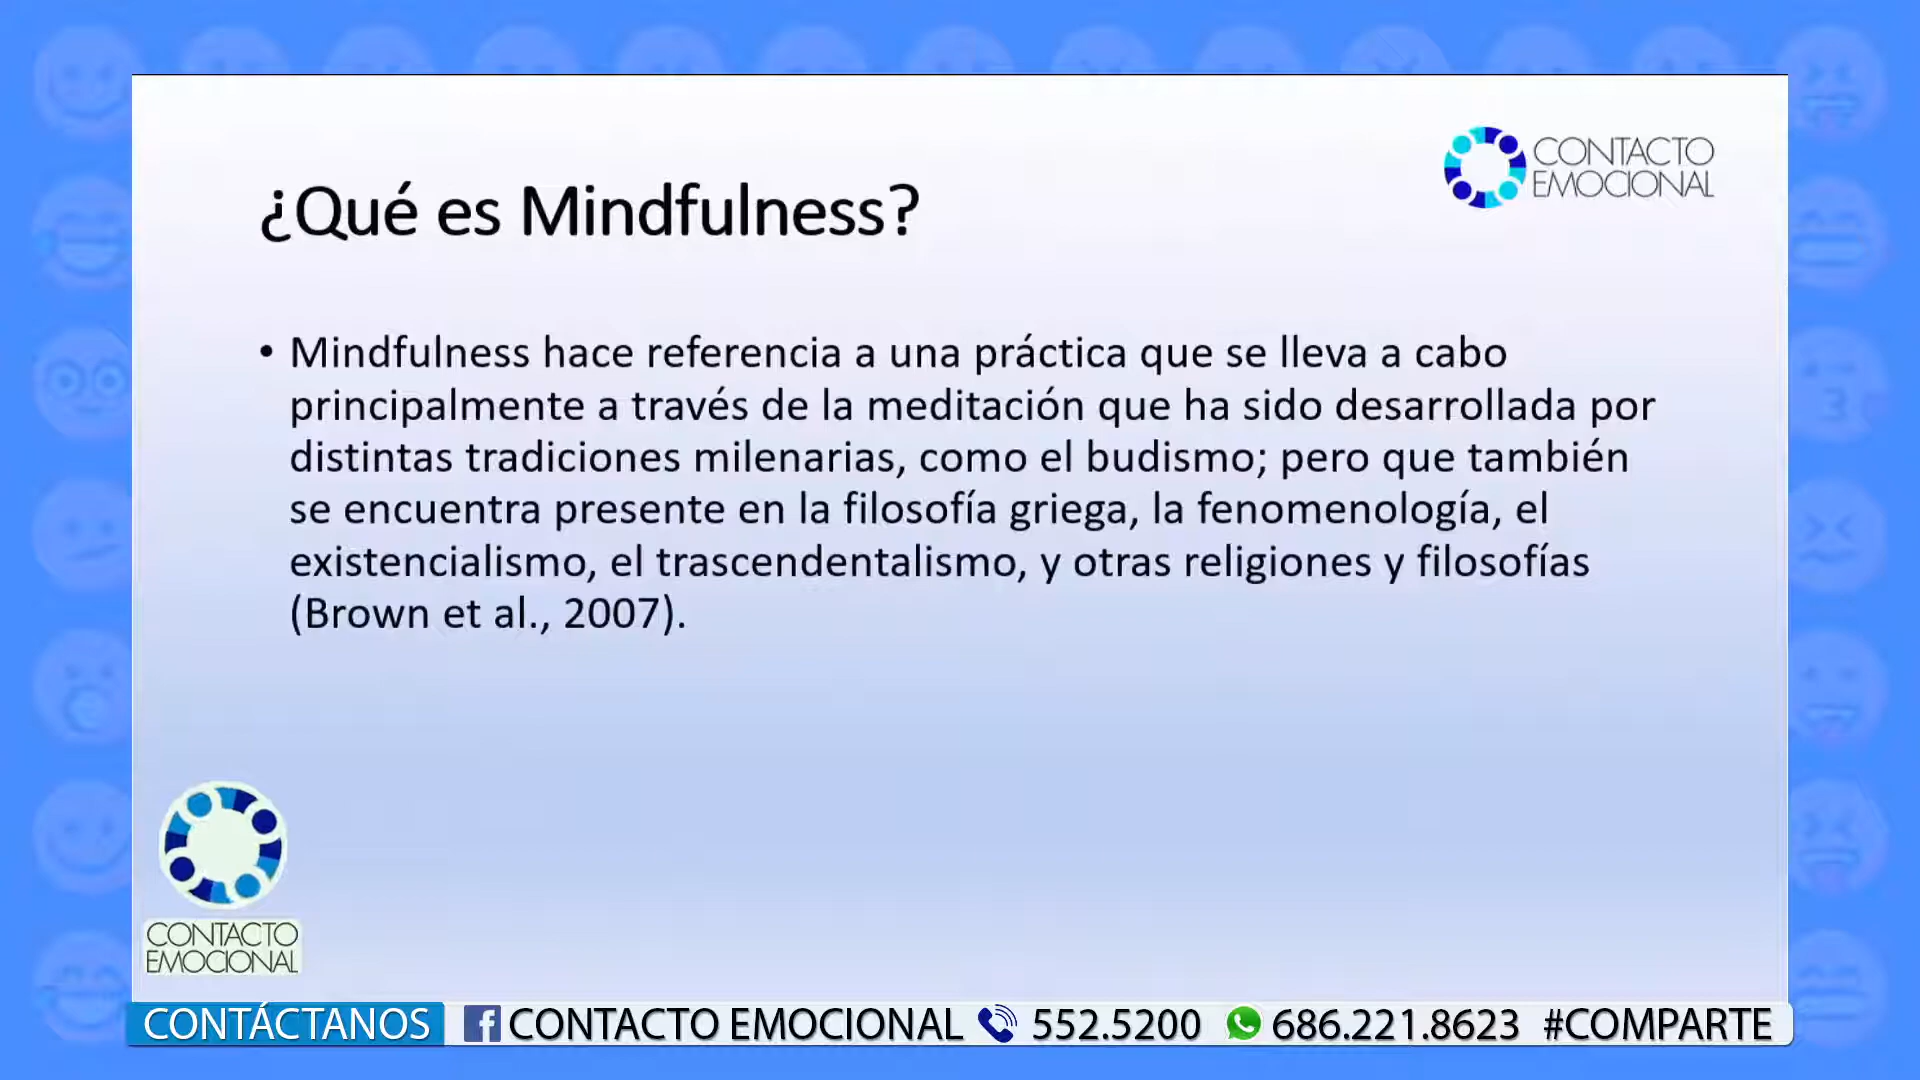 CONTACTO
EMOCIONAL
¿Qué es Mindfulness?
• Mindfulness hace referencia a una práctica que se lleva a cabo
principalmente a través de la meditación que ha sido desarrollada por
distintas tradiciones milenarias, como el budismo; pero que también
se encuentra presente en la filosofía griega, la fenomenología, el
existencialismo, el trascendentalismo, y otras religiones y filosofías
(Brown et al., 2007).
CONTACTO
EMOCIONAL
CONTÁCTANOS CONTACTO EMOCIONAL 552.5200 686.221.8623 #COMPARTE